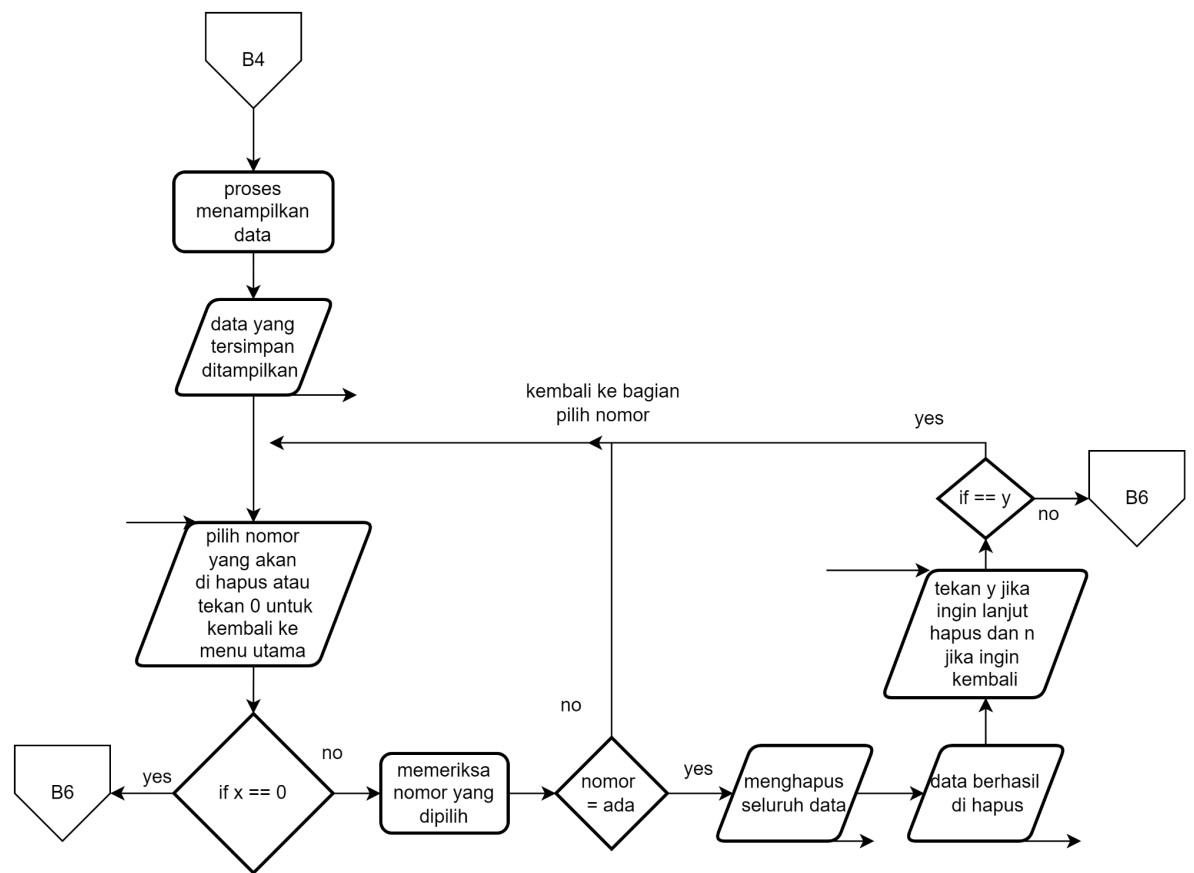 B4
proses
menampilkan
data
data yang
tersimpan
ditampilkan
kembali ke bagian
pilih nomor
yes
if == y
no
B6
pilih nomor
yang akan
di hapus atau
tekan 0 untuk
kembali ke
menu utama
tekan y jika
ingin lanjut
hapus dan n
jika ingin
kembali
no
B6
yes
if x == 0
no
memeriksa
nomor yang
dipilih
nomor
= ada
yes
menghapus
seluruh data
data berhasil
di hapus